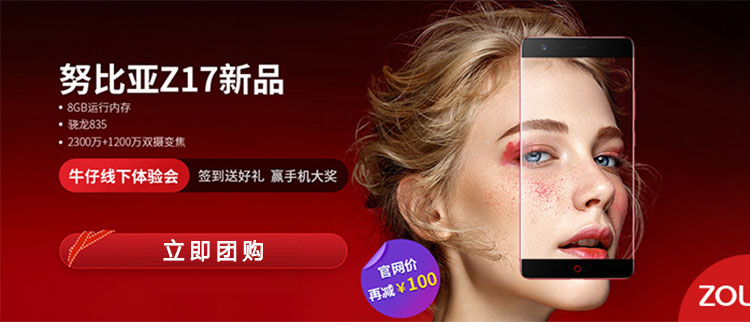 努比亚Z17新品
• 8GB运行内存
• 骁龙835
• 2300万+1200万双摄变焦
牛仔线下体验会 签到送好礼 赢手机大奖
立即团购
官网价
再减￥100
ZOL